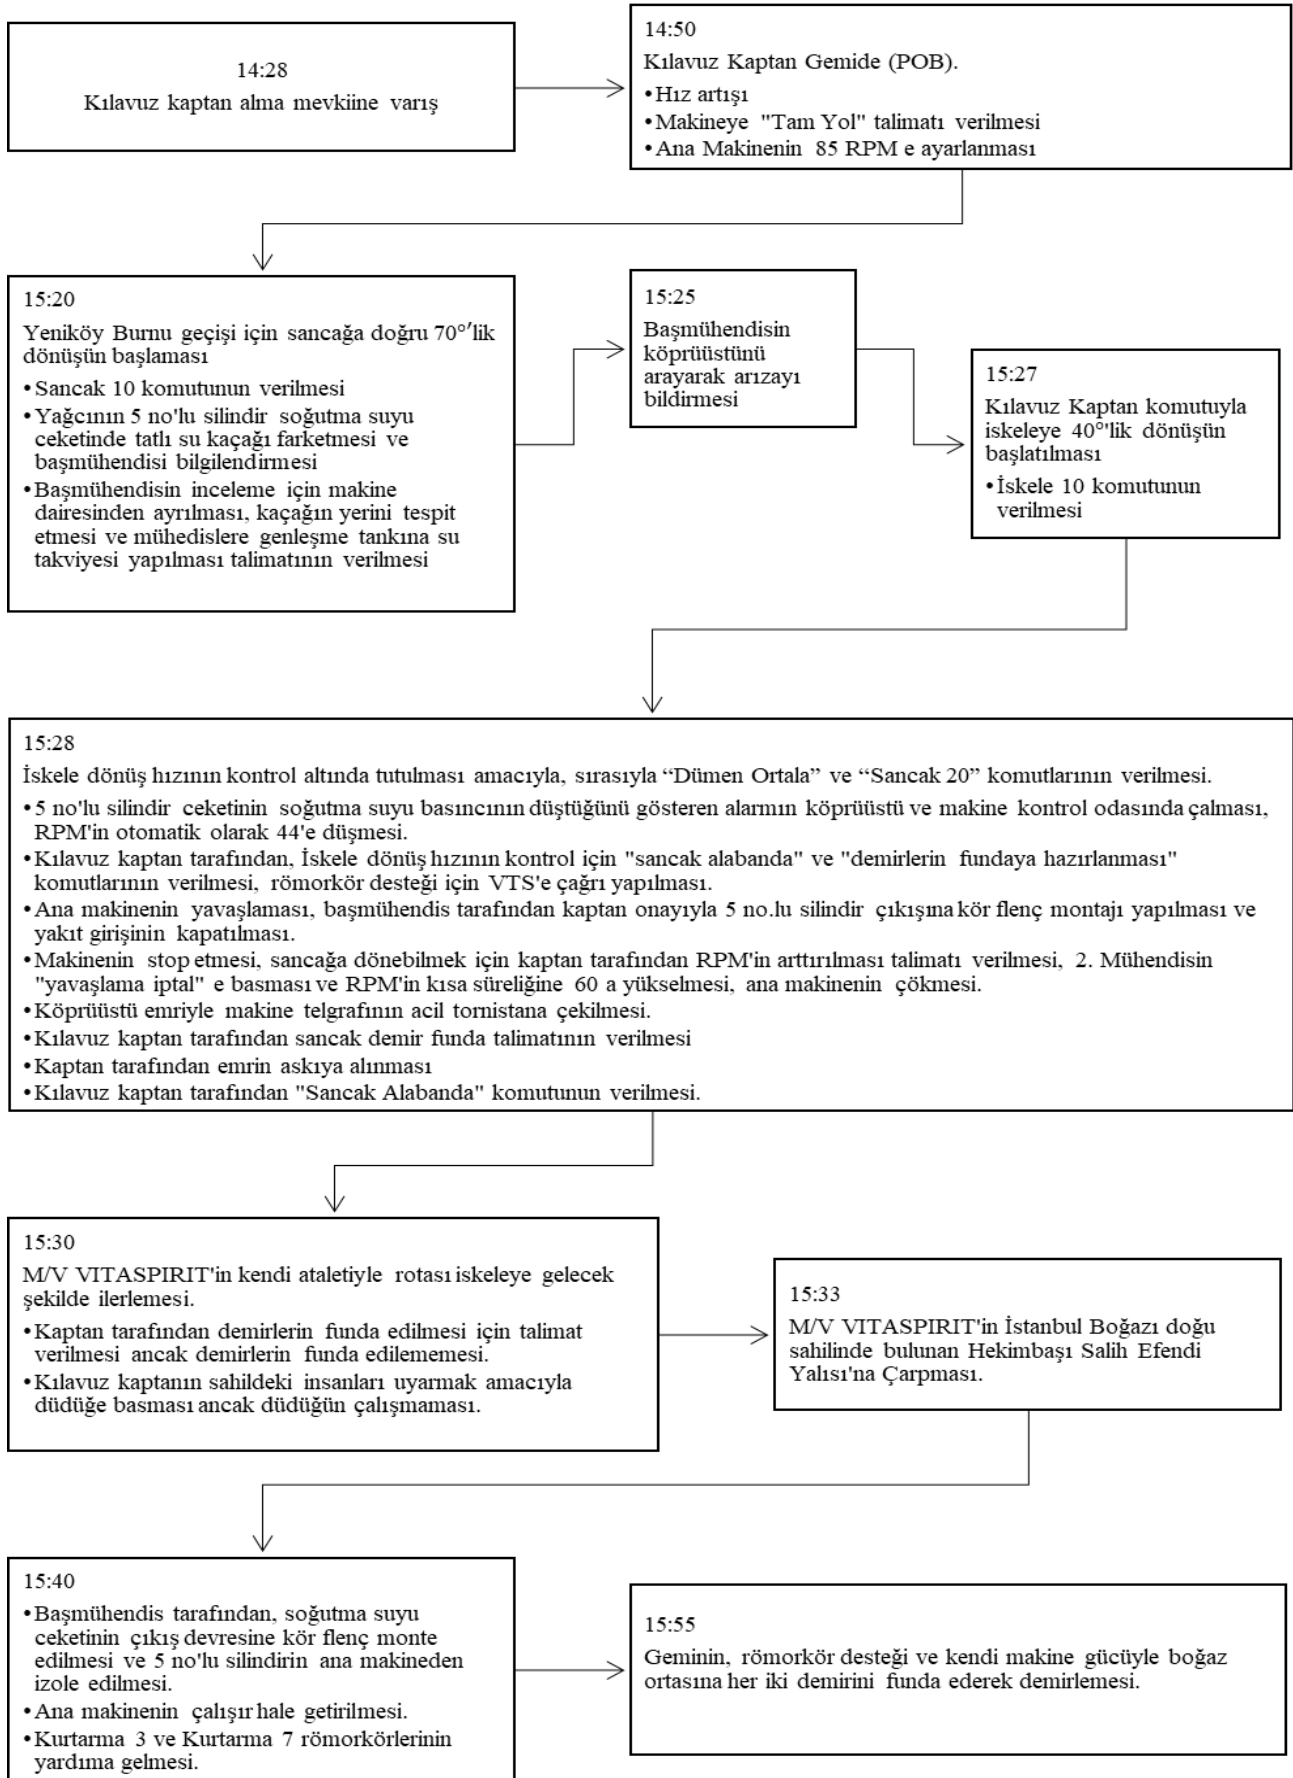 14:28
Kılavuz kaptan alma mevkiine varış
14:50
Kılavuz Kaptan Gemide (POB).
•Hız artışı
•Makineye "Tam Yol" talimatı verilmesi
•Ana Makinenin 85 RPM e ayarlanması
15:20
Yeniköy Burnu geçişi için sancağa doğru 70°′lik
dönüşün başlaması
•Sancak 10 komutunun verilmesi
•Yağcının 5 no'lu silindir soğutma suyu
ceketinde tatlı su kaçağı farketmesi ve
başmühendisi bilgilendirmesi
•Başmühendisin inceleme için makine
dairesinden ayrılması, kaçağın yerini tespit
etmesi ve mühedislere genleşme tankına su
takviyesi yapılması talimatının verilmesi
15:25
Başmühendisin
köprüüstünü
arayarak arızayı
bildirmesi
15:27
Kılavuz Kaptan komutuyla
iskeleye 40°'lik dönüşün
başlatılması
•İskele 10 komutunun
verilmesi
15:28
İskele dönüş hızının kontrol altında tutulması amacıyla, sırasıyla “Dümen Ortala” ve “Sancak 20” komutlarının verilmesi.
•5 no'lu silindir ceketinin soğutma suyu basıncının düştüğünü gösteren alarmın köprüüstü ve makine kontrol odasında çalması,
RPM'in otomatik olarak 44'e düşmesi.
•Kılavuz kaptan tarafından, İskele dönüş hızının kontrol için "sancak alabanda" ve "demirlerin fundaya hazırlanması"
komutlarının verilmesi, römorkör desteği için VTS'e çağrı yapılması.
•Ana makinenin yavaşlaması, başmühendis tarafından kaptan onayıyla 5 no.lu silindir çıkışına kör flenç montajı yapılması ve
yakıt girişinin kapatılması.
•Makinenin stop etmesi, sancağa dönebilmek için kaptan tarafından RPM'in arttırılması talimatı verilmesi, 2. Mühendisin
"yavaşlama iptal" e basması ve RPM'in kısa süreliğine 60 a yükselmesi, ana makinenin çökmesi.
•Köprüüstü emriyle makine telgrafının acil tornistana çekilmesi.
•Kılavuz kaptan tarafından sancak demir funda talimatının verilmesi
•Kaptan tarafından emrin askıya alınması
•Kılavuz kaptan tarafından "Sancak Alabanda" komutunun verilmesi.
15:30
M/V VITASPIRIT'in kendi ataletiyle rotası iskeleye gelecek
şekilde ilerlemesi.
•Kaptan tarafından demirlerin funda edilmesi için talimat
verilmesi ancak demirlerin funda edilememesi.
•Kılavuz kaptanın sahildeki insanları uyarmak amacıyla
düdüğe basması ancak düdüğün çalışmaması.
15:33
M/V VITASPIRIT'in İstanbul Boğazı doğu
sahilinde bulunan Hekimbaşı Salih Efendi
Yalısı'na Çarpması.
15:40
•Başmühendis tarafından, soğutma suyu
ceketinin çıkış devresine kör flenç monte
edilmesi ve 5 no'lu silindirin ana makineden
izole edilmesi.
•Ana makinenin çalışır hale getirilmesi.
•Kurtarma 3 ve Kurtarma 7 römorkörlerinin
yardıma gelmesi.
15:55
Geminin, römorkör desteği ve kendi makine gücüyle boğaz
ortasına her iki demirini funda ederek demirlemesi.